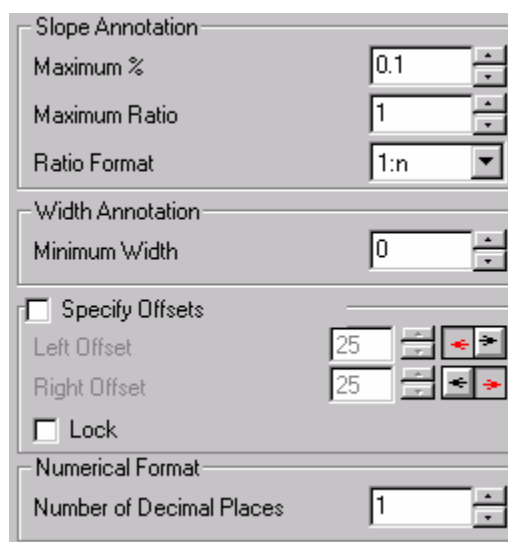 Slope Annotation
Maximum % 0.1
Maximum Ratio 1
Ratio Format 1:n
Width Annotation
Minimum Width 0
Specify Offsets
Left Offset 25
Right Offset 25
Lock
Numerical Format
Number of Decimal Places 1